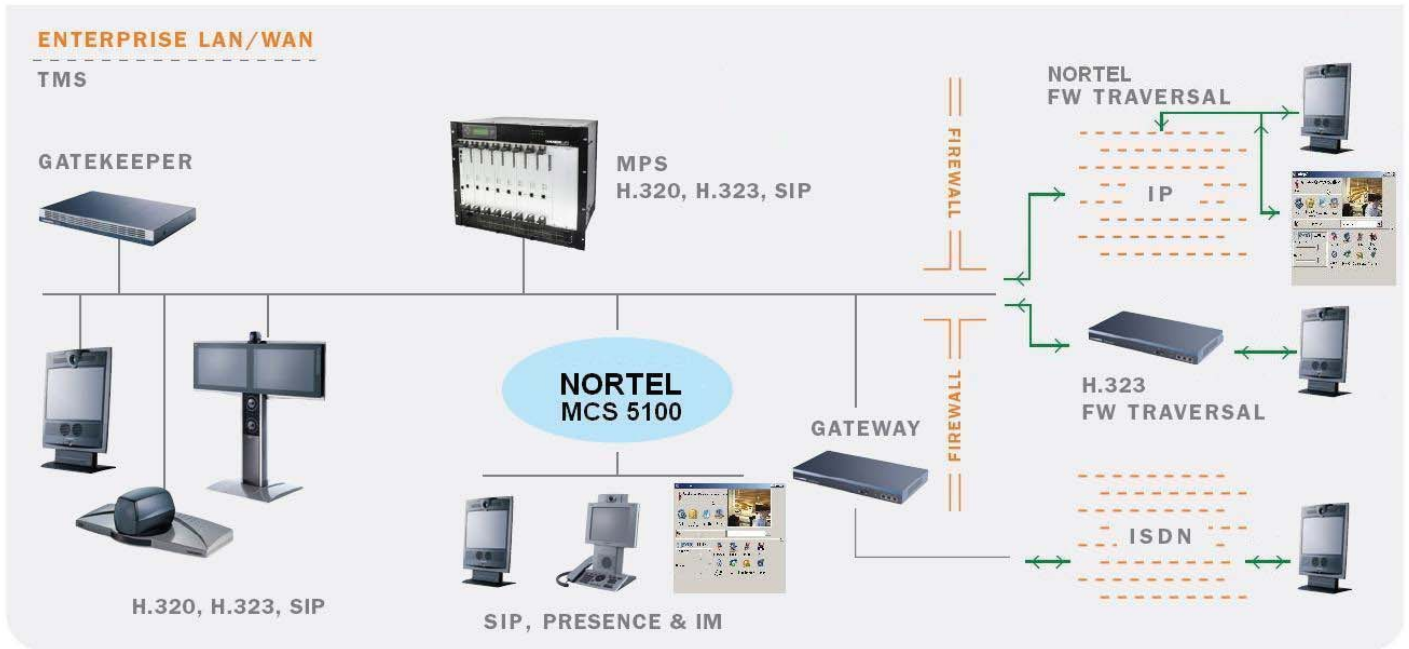 ENTERPRISE LAN/WAN
TMS
GATEKEEPER
MPS
H.320, H.323, SIP
FIREWALL
NORTEL
FW TRAVERSAL
IP
NORTEL
MCS 5100
GATEWAY
FIREWALL
H.323
FW TRAVERSAL
ISDN
H.320, H.323, SIP
SIP, PRESENCE & IM